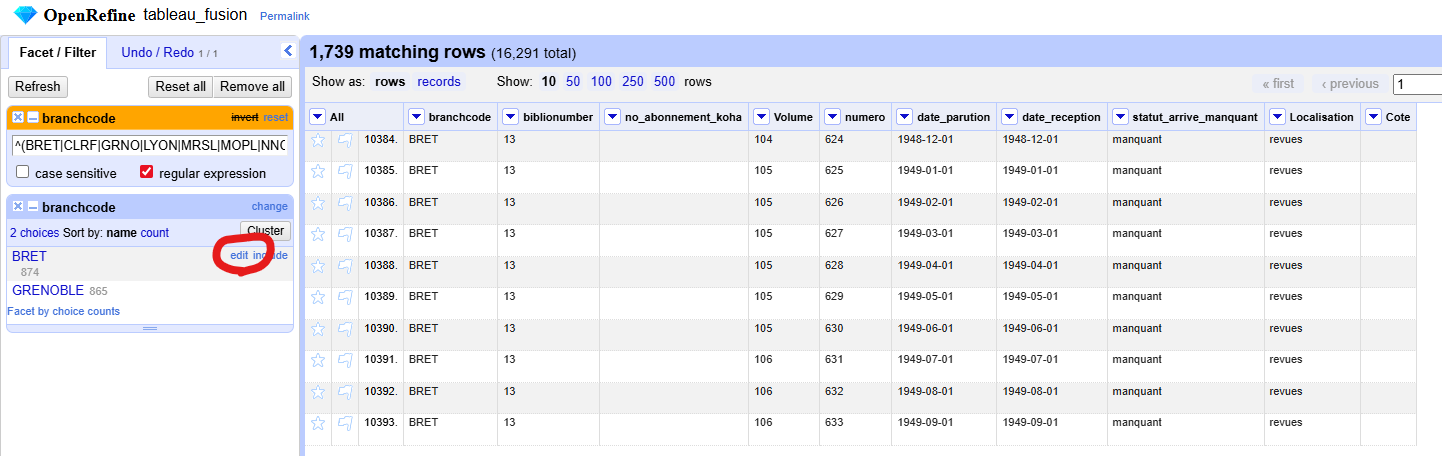 OpenRefine tableau_fusion Permalink
Facet / Filter Undo / Redo 1 / 1
Refresh Reset all Remove all
branchcode invert reset
^(BRET|CLRF|GRNO|LYON|MRSL|MOPL|NN
case sensitive regular expression
branchcode change
2 choices Sort by: name count Cluster
BRET edit include
874
GRENOBLE 865
Facet by choice counts
1,739 matching rows (16,291 total)
Show as: rows records Show: 10 50 100 250 500 rows « first ‹ previous 1
All branchcode biblionumber no_abonnement_koha Volume numero date_parution date_reception statut_arrive_manquant Localisation Cote
10384. BRET 13 104 624 1948-12-01 1948-12-01 manquant revues
10385. BRET 13 105 625 1949-01-01 1949-01-01 manquant revues
10386. BRET 13 105 626 1949-02-01 1949-02-01 manquant revues
10387. BRET 13 105 627 1949-03-01 1949-03-01 manquant revues
10388. BRET 13 105 628 1949-04-01 1949-04-01 manquant revues
10389. BRET 13 105 629 1949-05-01 1949-05-01 manquant revues
10390. BRET 13 105 630 1949-06-01 1949-06-01 manquant revues
10391. BRET 13 106 631 1949-07-01 1949-07-01 manquant revues
10392. BRET 13 106 632 1949-08-01 1949-08-01 manquant revues
10393. BRET 13 106 633 1949-09-01 1949-09-01 manquant revues